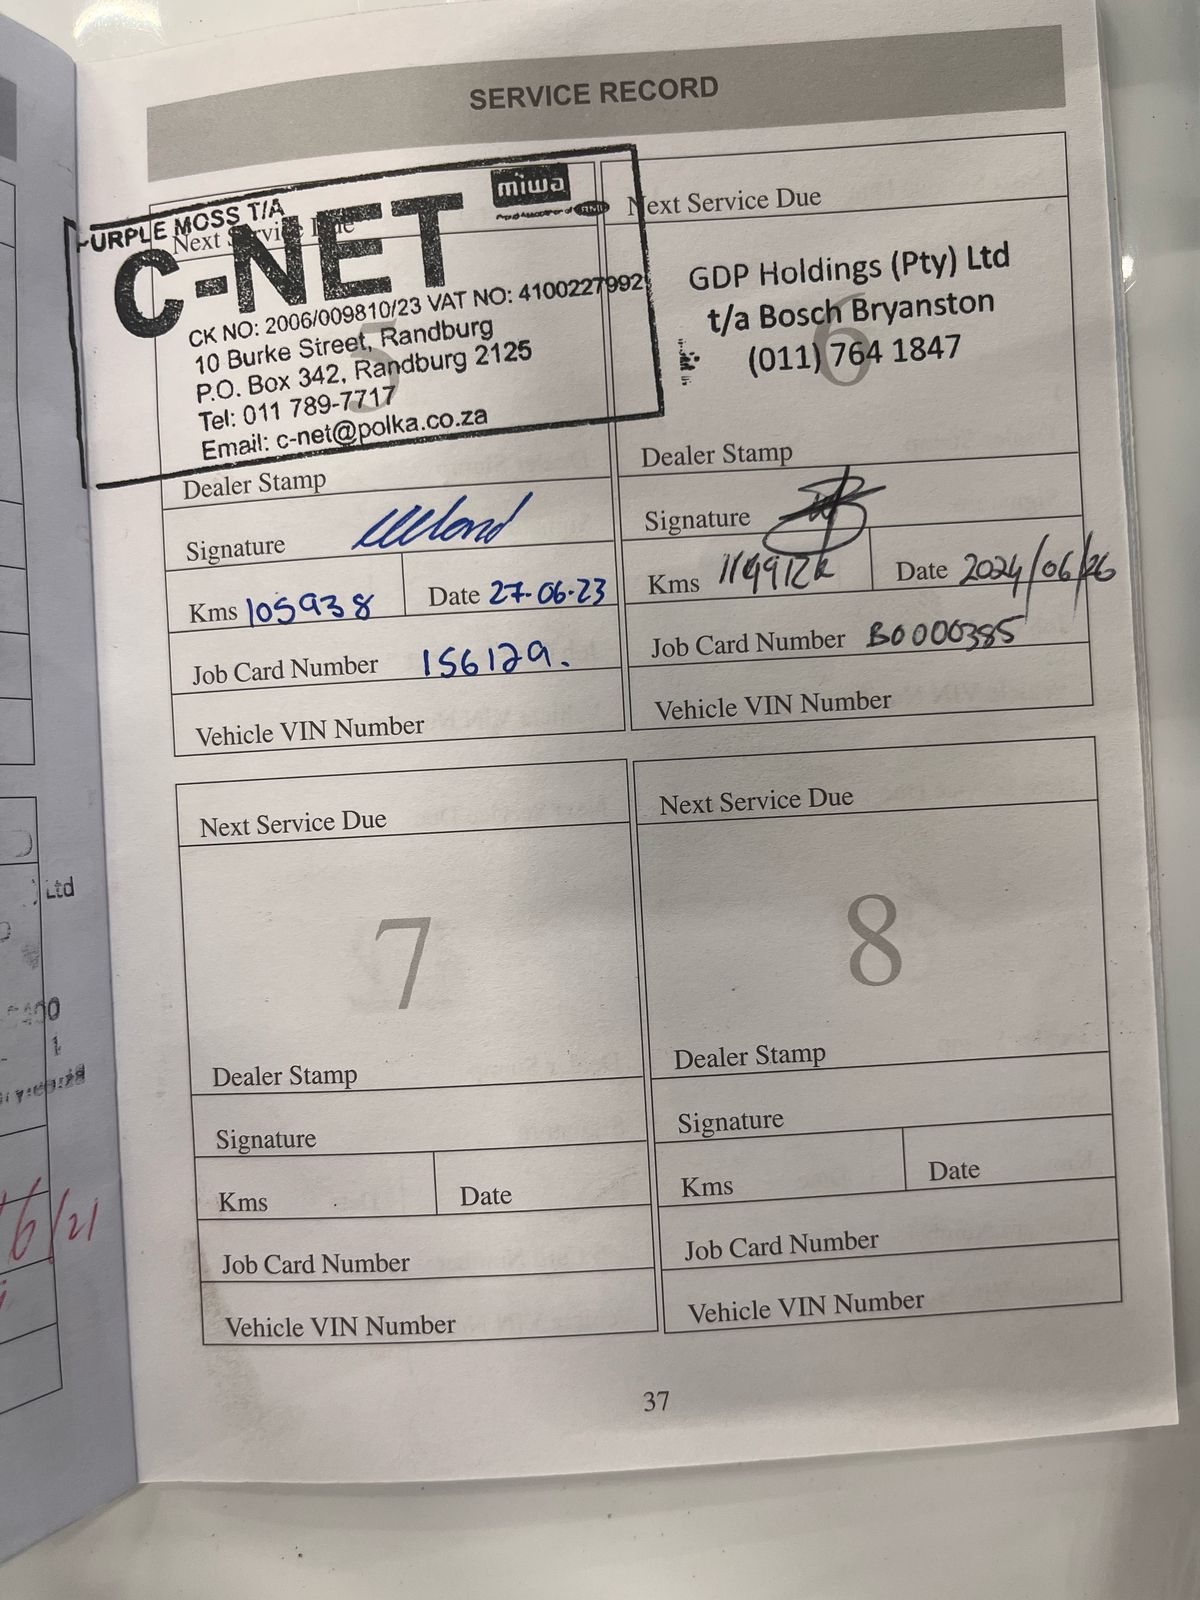 SERVICE RECORD
PURPLE MOSS T/A
miwa
C-NET
Next Service Due
CK NO: 2006/009810/23 VAT NO: 4100227992
10 Burke Street, Randburg
P.O. Box 342, Randburg 2125
Tel: 011 789-7717
Email: c-net@polka.co.za
5
Dealer Stamp
Signature
Kms 105938 Date 27-06-23
Job Card Number 156129.
Vehicle VIN Number
Next Service Due
GDP Holdings (Pty) Ltd
t/a Bosch Bryanston
(011) 764 1847
6
Dealer Stamp
Signature
Kms 114912k Date 2024/06/26
Job Card Number B0000385
Vehicle VIN Number
Next Service Due
7
Dealer Stamp
Signature
Kms Date
Job Card Number
Vehicle VIN Number
Next Service Due
8
Dealer Stamp
Signature
Kms Date
Job Card Number
Vehicle VIN Number
37
Ltd
/21